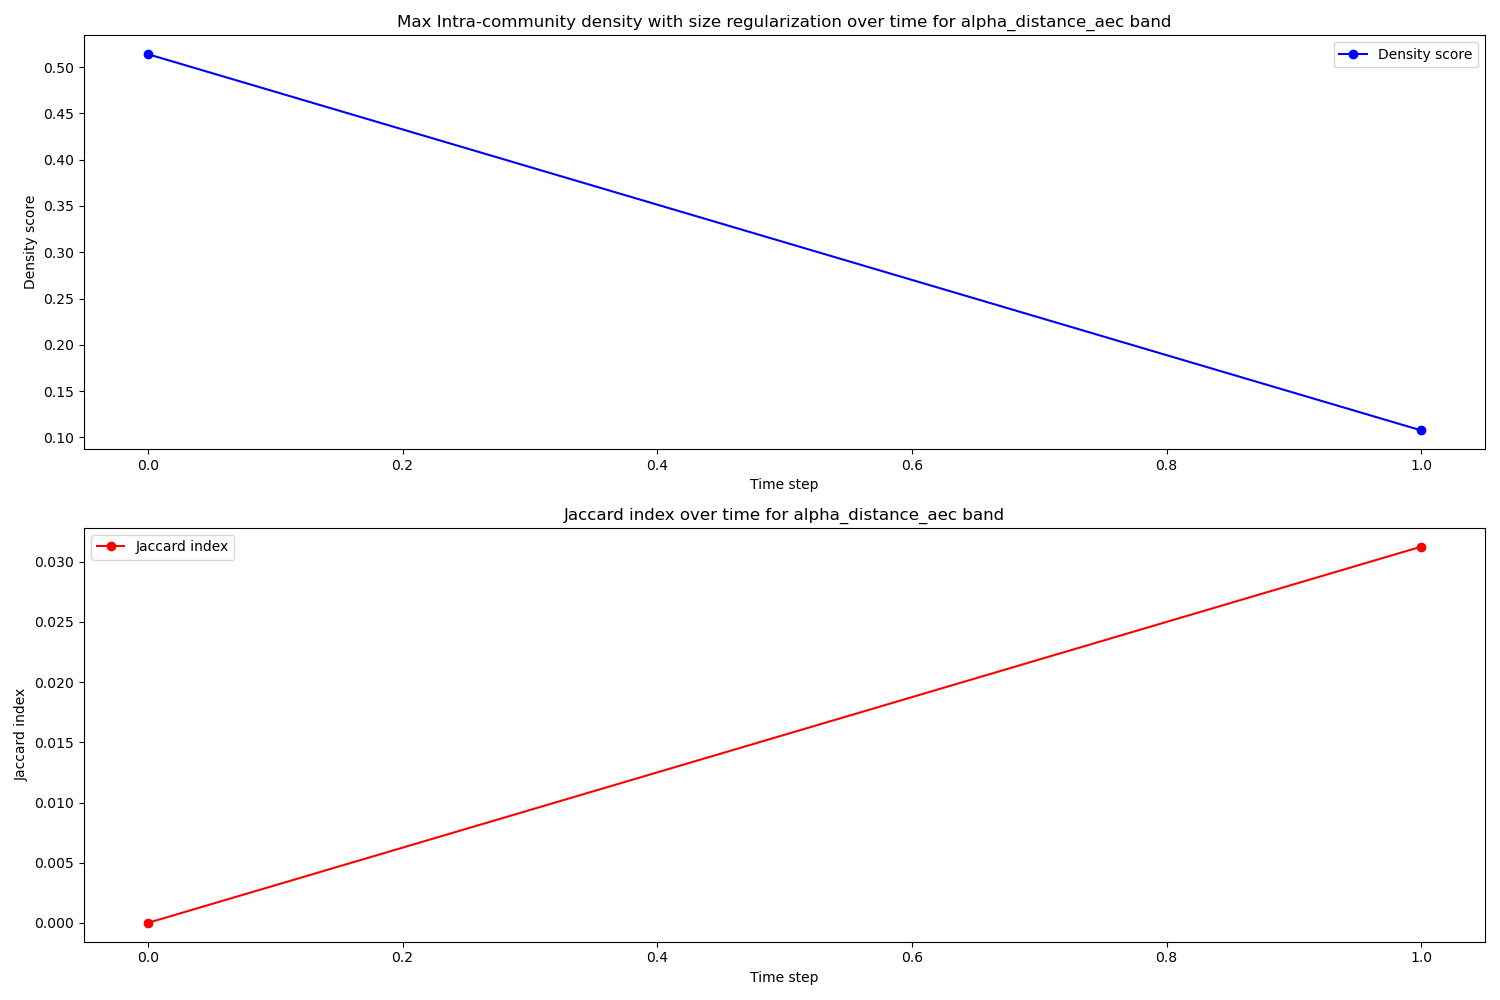 Max Intra-community density with size regularization over time for alpha_distance_aec band
Density score
0.50
0.45
0.40
0.35
0.30
0.25
0.20
0.15
0.10
Density score
0.0 0.2 0.4 0.6 0.8 1.0
Time step
Jaccard index over time for alpha_distance_aec band
Jaccard index
0.030
0.025
0.020
0.015
0.010
0.005
0.000
Jaccard index
0.0 0.2 0.4 0.6 0.8 1.0
Time step